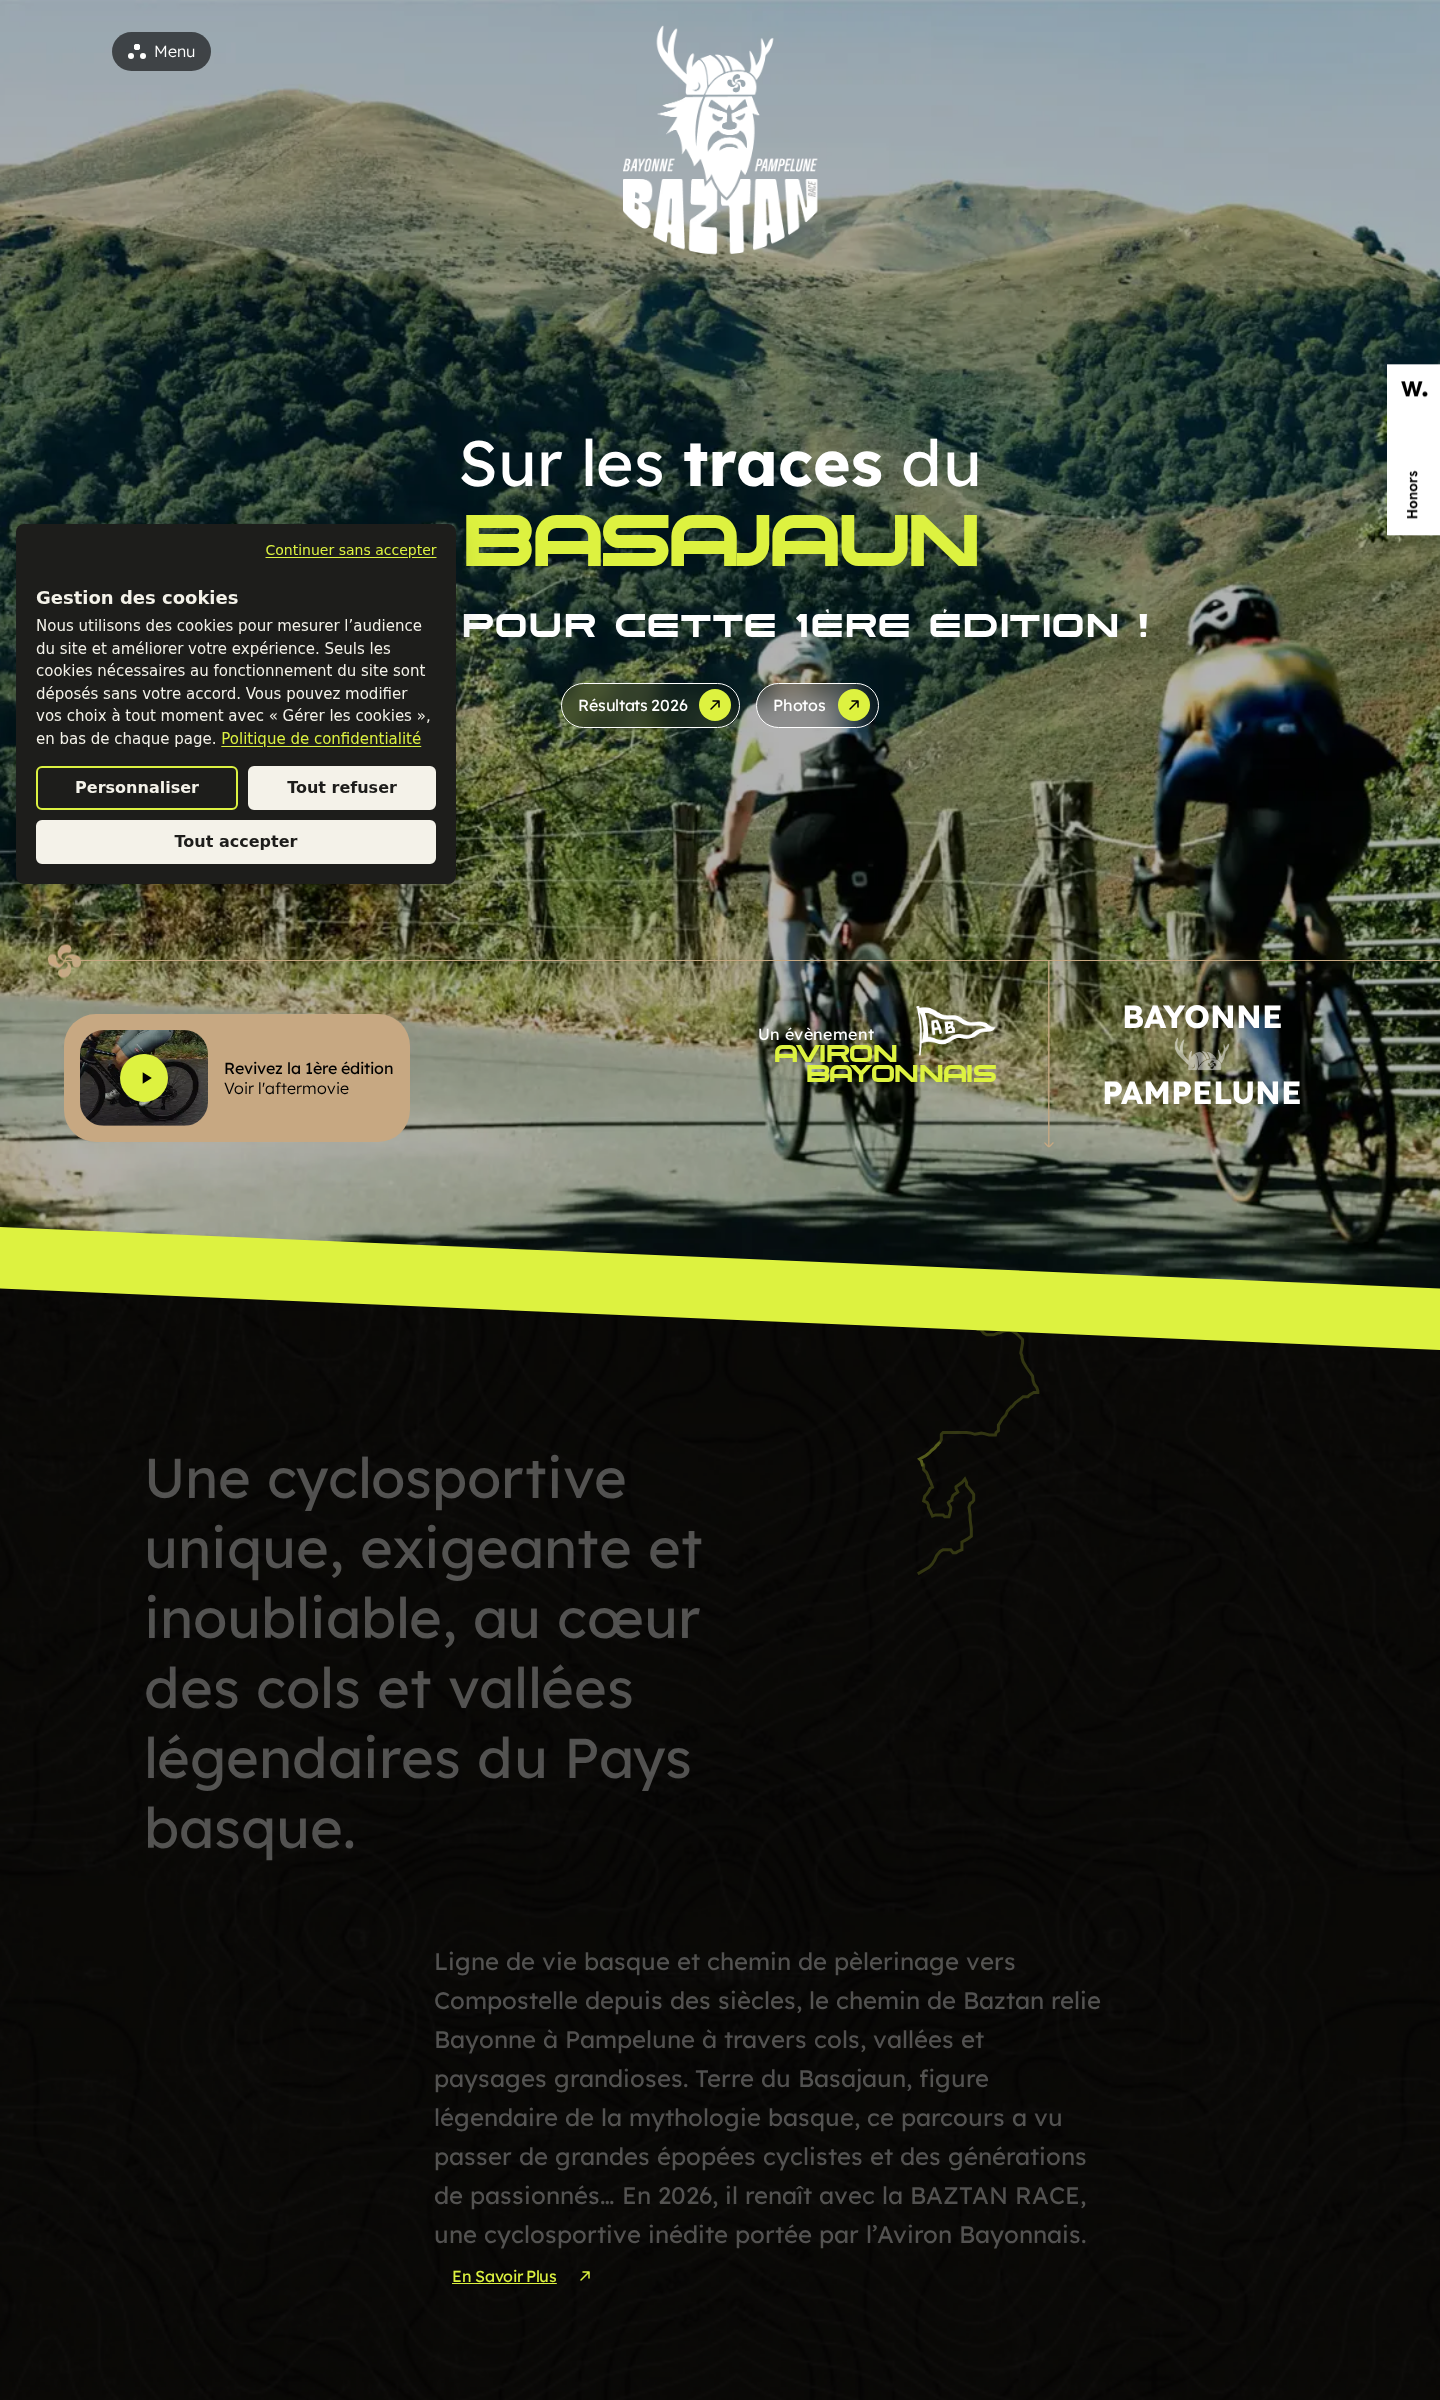 Menu
BAYONNE PAMPELUNE
BAZTAN
RACE
W.
Honors
Sur les traces du
BASAJAUN
POUR CETTE 1ÈRE ÉDITION !
Résultats 2026
Photos
Continuer sans accepter
Gestion des cookies
Nous utilisons des cookies pour mesurer l’audience
du site et améliorer votre expérience. Seuls les
cookies nécessaires au fonctionnement du site sont
déposés sans votre accord. Vous pouvez modifier
vos choix à tout moment avec « Gérer les cookies »,
en bas de chaque page. Politique de confidentialité
Personnaliser
Tout refuser
Tout accepter
Revivez la 1ère édition
Voir l'aftermovie
Un évènement
AVIRON
BAYONNAIS
AB
BAYONNE
PAMPELUNE
Une cyclosportive
unique, exigeante et
inoubliable, au cœur
des cols et vallées
légendaires du Pays
basque.
Ligne de vie basque et chemin de pèlerinage vers
Compostelle depuis des siècles, le chemin de Baztan relie
Bayonne à Pampelune à travers cols, vallées et
paysages grandioses. Terre du Basajaun, figure
légendaire de la mythologie basque, ce parcours a vu
passer de grandes épopées cyclistes et des générations
de passionnés… En 2026, il renaît avec la BAZTAN RACE,
une cyclosportive inédite portée par l’Aviron Bayonnais.
En Savoir Plus